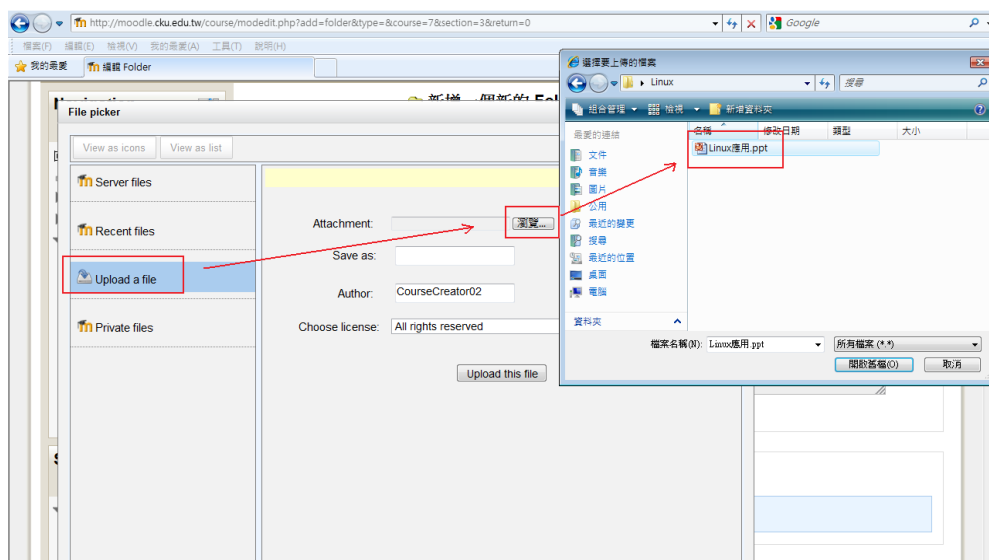 http://moodle.cku.edu.tw/course/modedit.php?add=folder&type=&course=7&section=3&return=0
Google
檔案(F) 編輯(E) 檢視(V) 我的最愛(A) 工具(T) 說明(H)
我的最愛
編輯 Folder
File picker
View as icons
View as list
Server files
Recent files
Upload a file
Private files
Attachment:
瀏覽...
Save as:
Author:
CourseCreator02
Choose license:
All rights reserved
Upload this file
選擇要上傳的檔案
Linux
搜尋
組合管理
檢視
新增資料夾
最愛的連結
文件
音樂
圖片
公用
最近的變更
搜尋
最近的位置
桌面
電腦
資料夾
名稱
修改日期
類型
大小
Linux應用.ppt
檔案名稱(N):
Linux應用.ppt
所有檔案 (*.*)
開啟舊檔(O)
取消